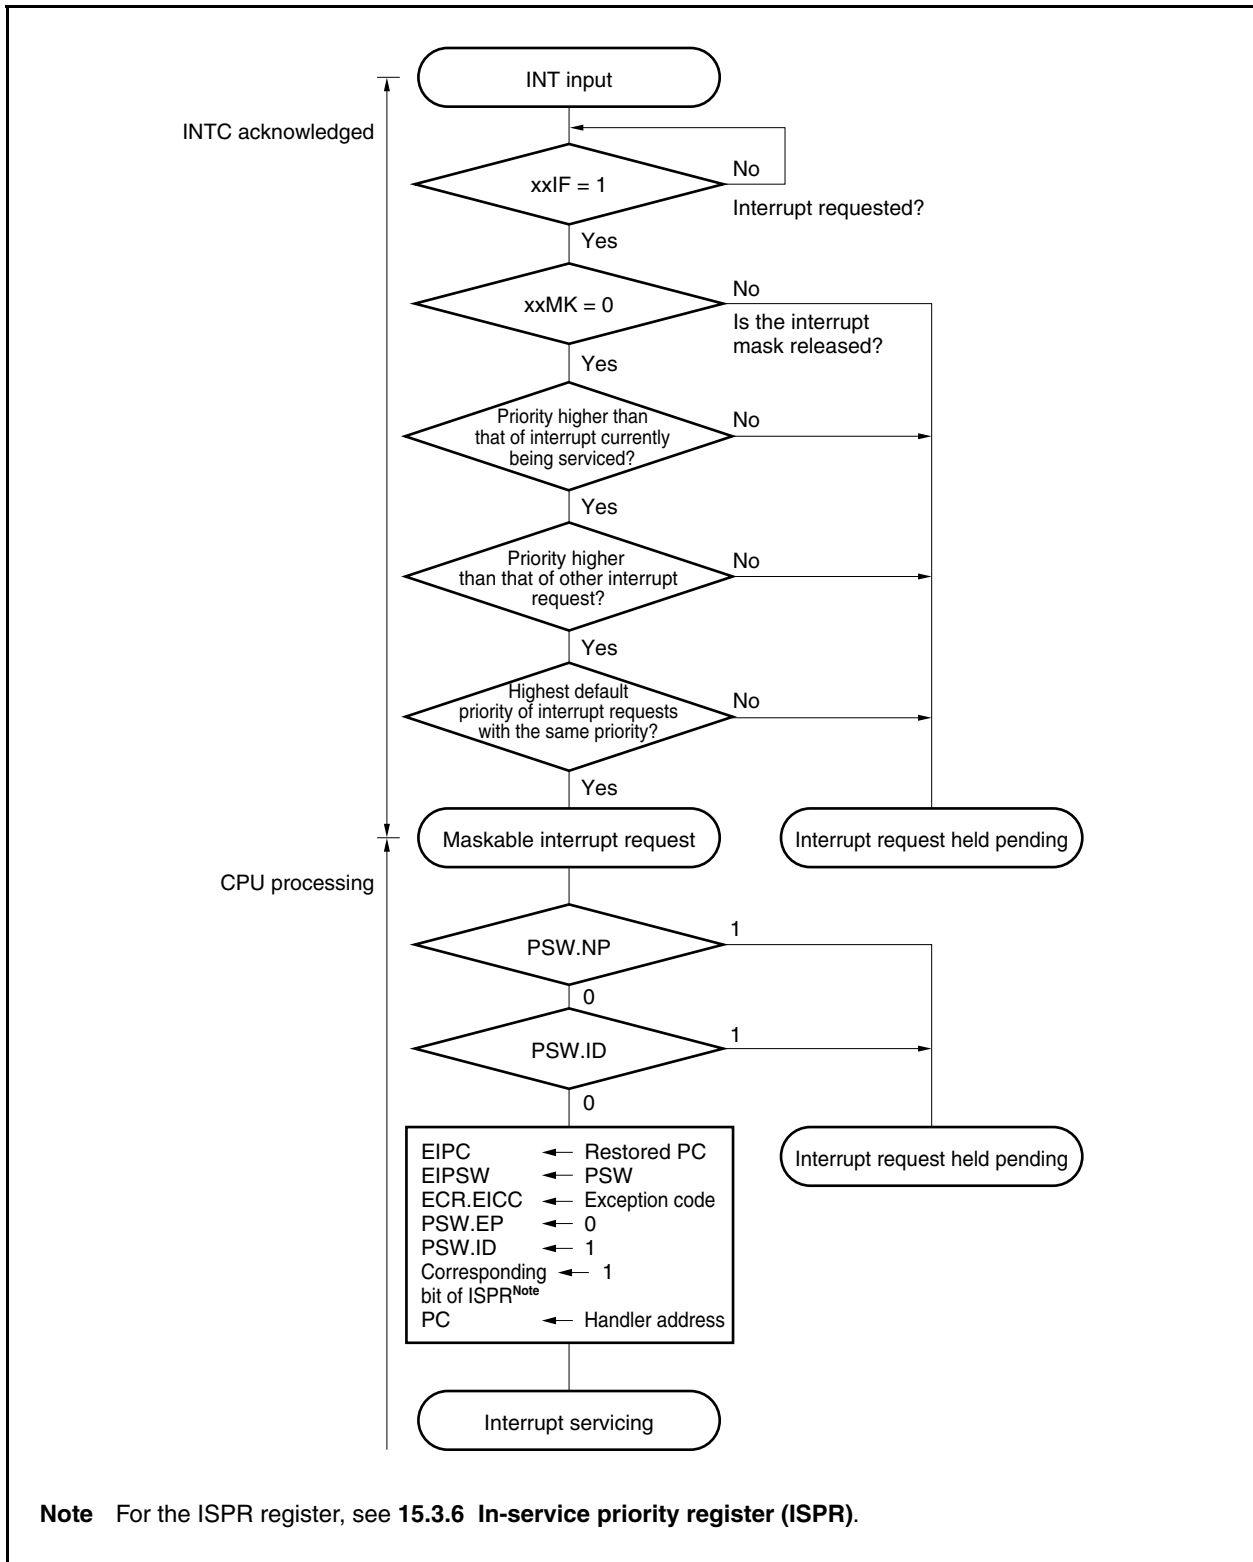 INT input
INTC acknowledged
xxIF = 1
No
Interrupt requested?
Yes
xxMK = 0
No
Is the interrupt
mask released?
Yes
Priority higher than
that of interrupt currently
being serviced?
No
Yes
Priority higher
than that of other interrupt
request?
No
Yes
Highest default
priority of interrupt requests
with the same priority?
No
Yes
Maskable interrupt request
Interrupt request held pending
CPU processing
PSW.NP
1
0
PSW.ID
1
0
EIPC ← Restored PC
EIPSW ← PSW
ECR.EICC ← Exception code
PSW.EP ← 0
PSW.ID ← 1
Corresponding ← 1
bit of ISPRNote
PC ← Handler address
Interrupt request held pending
Interrupt servicing
Note For the ISPR register, see 15.3.6 In-service priority register (ISPR).